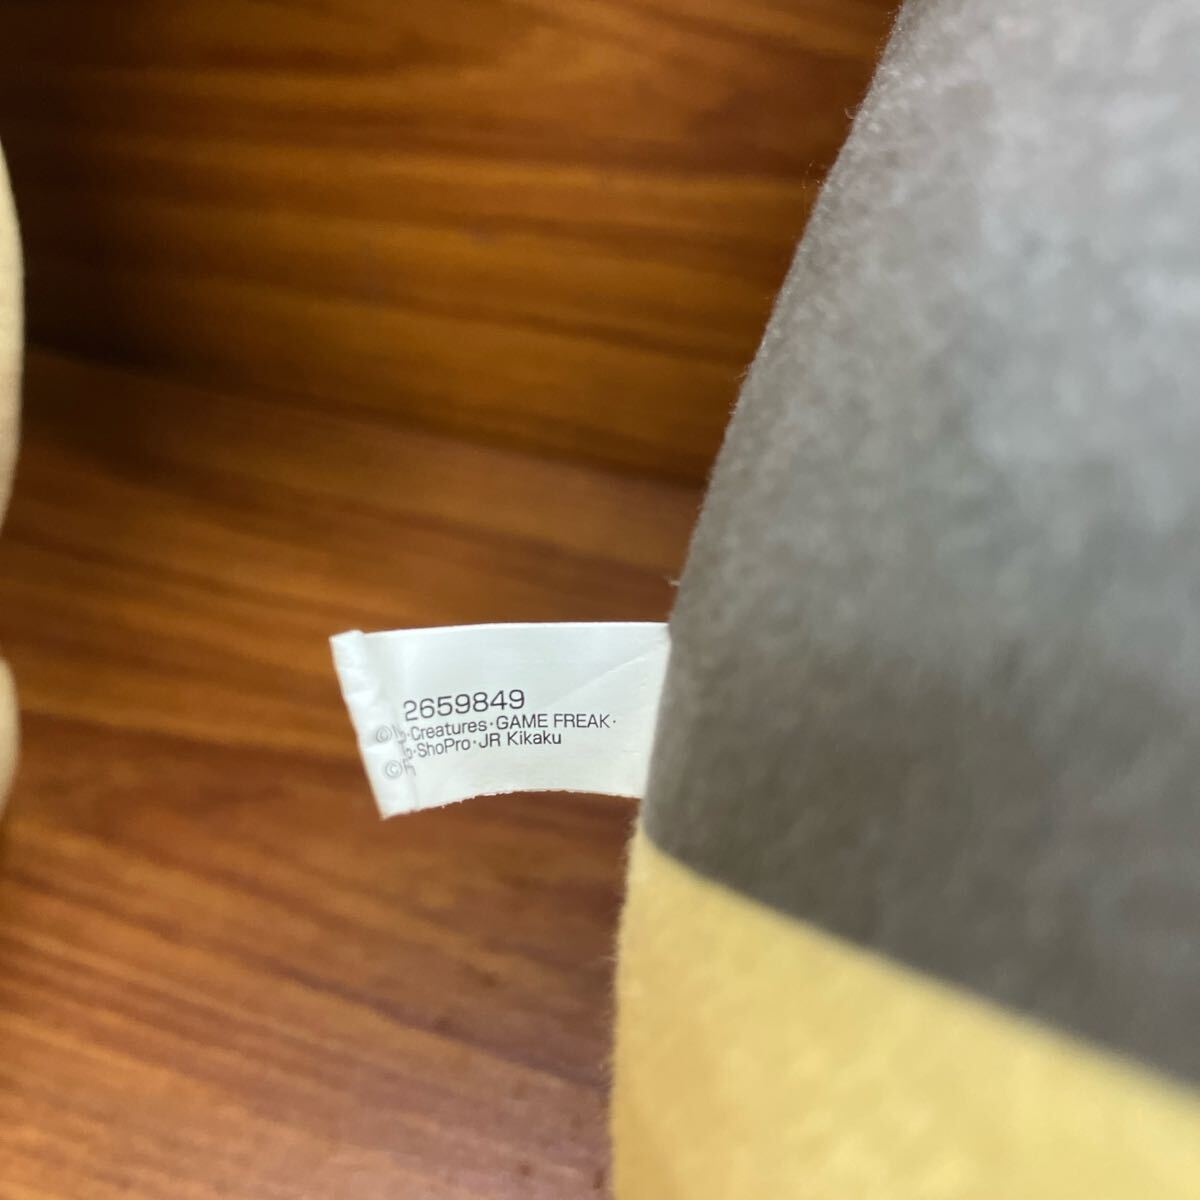 2659849
©・Creatures・GAME FREAK・
©・ShoPro・JR Kikaku